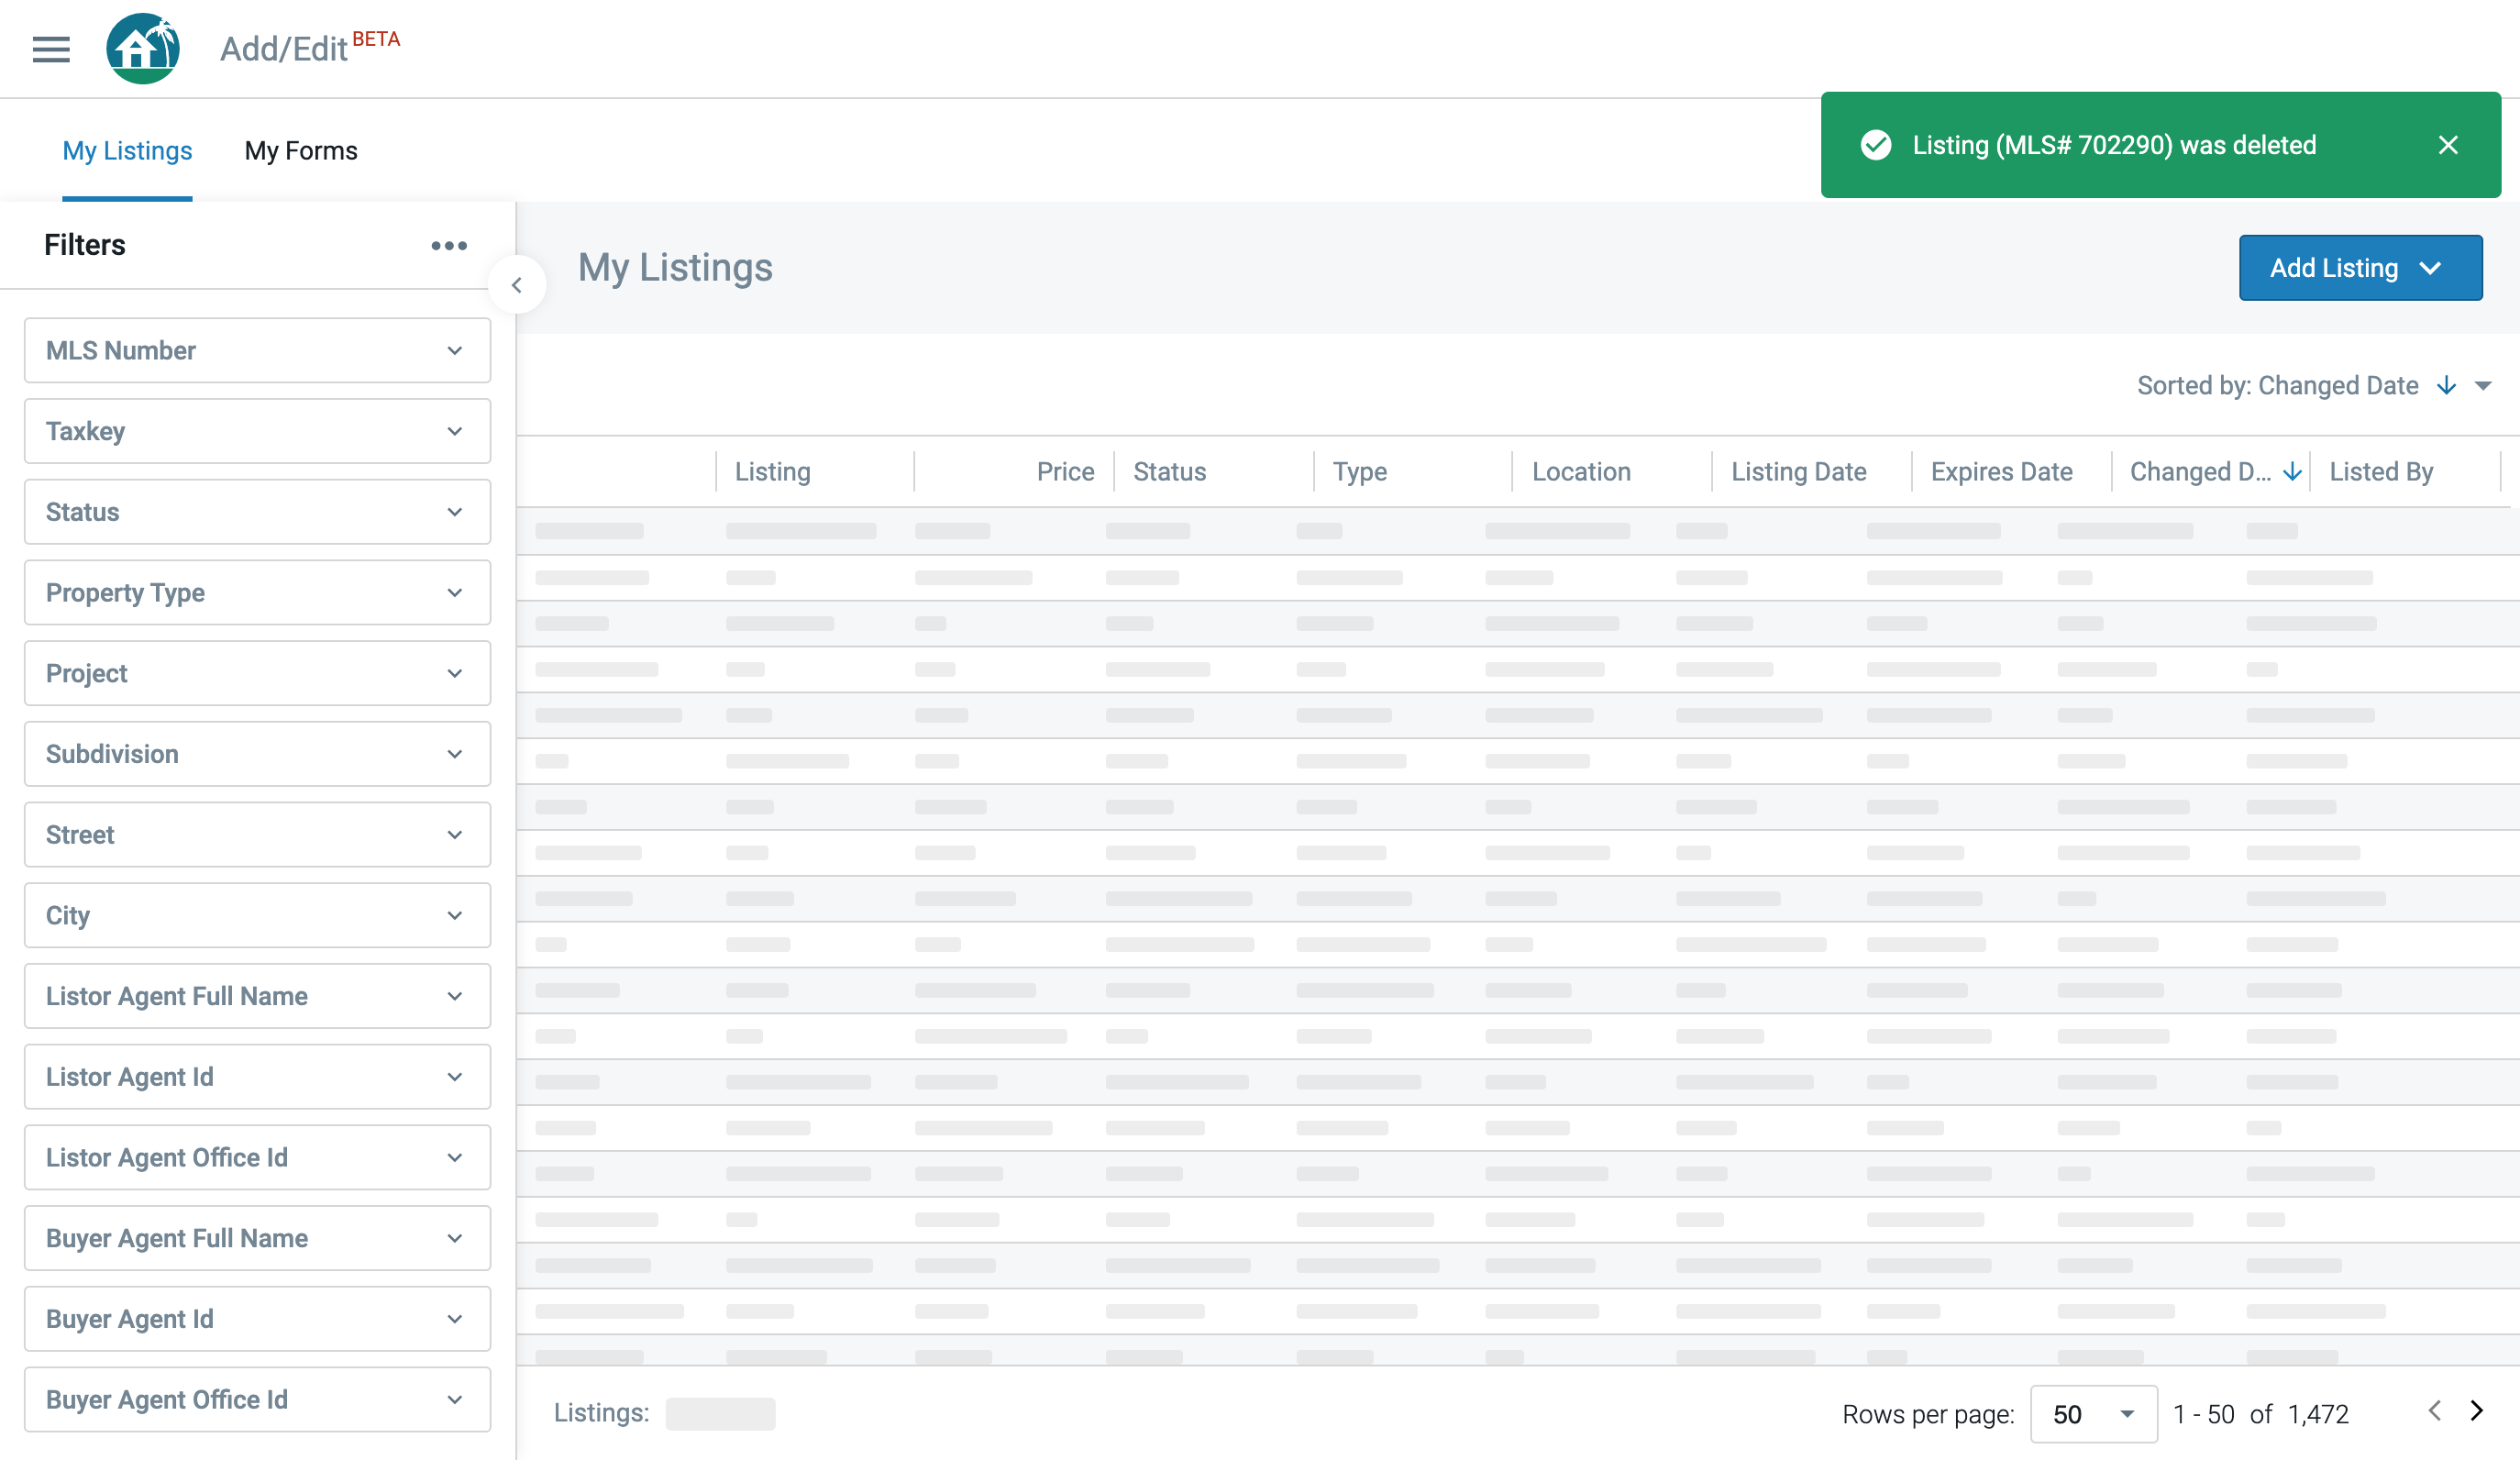 Add/Edit BETA
My Listings
My Forms
Listing (MLS# 702290) was deleted
Filters
My Listings
Add Listing
MLS Number
Taxkey
Status
Property Type
Project
Subdivision
Street
City
Listor Agent Full Name
Listor Agent Id
Listor Agent Office Id
Buyer Agent Full Name
Buyer Agent Id
Buyer Agent Office Id
Sorted by: Changed Date
Listing
Price
Status
Type
Location
Listing Date
Expires Date
Changed D...
Listed By
Listings:
Rows per page:
50
1 - 50 of 1,472